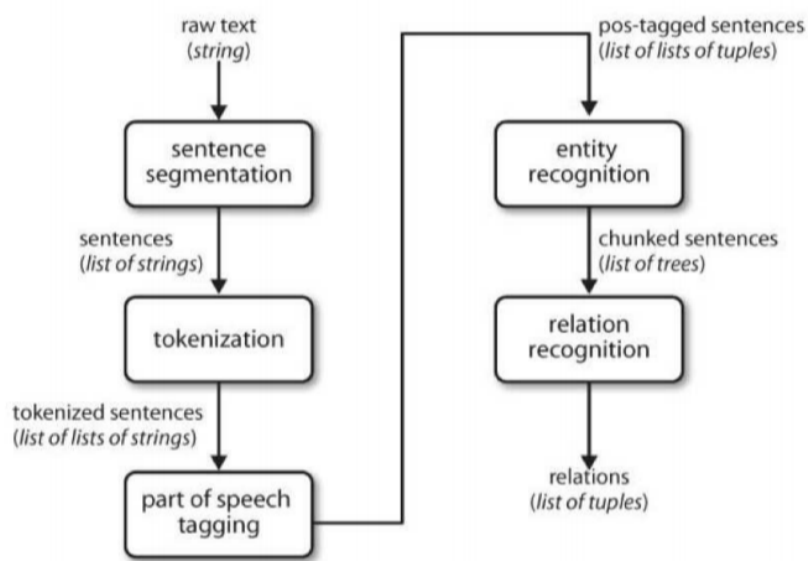 raw text
(string)
sentence
segmentation
sentences
(list of strings)
tokenization
tokenized sentences
(list of lists of strings)
part of speech
tagging
pos-tagged sentences
(list of lists of tuples)
entity
recognition
chunked sentences
(list of trees)
relation
recognition
relations
(list of tuples)